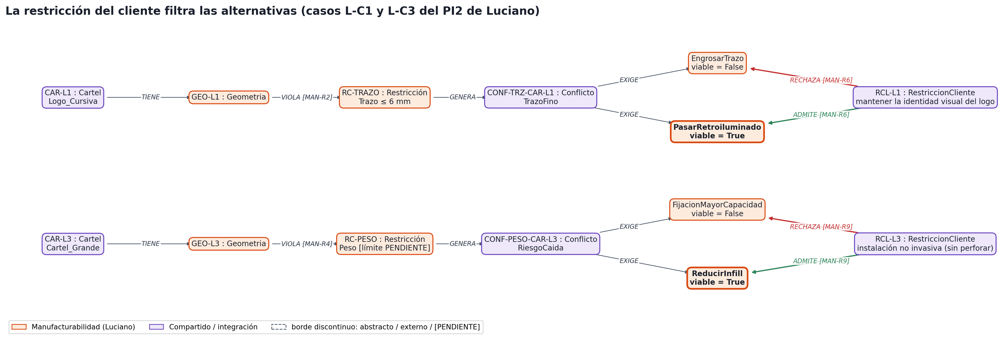 La restricción del cliente filtra las alternativas (casos L-C1 y L-C3 del PI2 de Luciano)
CAR-L1 : Cartel
Logo_Cursiva
TIENE
GEO-L1 : Geometria
VIOLA [MAN-R2]
RC-TRAZO : Restricción
Trazo ≤ 6 mm
GENERA
CONF-TRZ-CAR-L1 : Conflicto
TrazoFino
EXIGE
EngrosarTrazo
viable = False
EXIGE
PasarRetroiluminado
viable = True
RECHAZA [MAN-R6]
ADMITE [MAN-R6]
RCL-L1 : RestriccionCliente
mantener la identidad visual del logo
CAR-L3 : Cartel
Cartel_Grande
TIENE
GEO-L3 : Geometria
VIOLA [MAN-R4]
RC-PESO : Restricción
Peso [límite PENDIENTE]
GENERA
CONF-PESO-CAR-L3 : Conflicto
RiesgoCaida
EXIGE
FijacionMayorCapacidad
viable = False
EXIGE
ReducirInfill
viable = True
RECHAZA [MAN-R9]
ADMITE [MAN-R9]
RCL-L3 : RestriccionCliente
instalación no invasiva (sin perforar)
Manufacturabilidad (Luciano)
Compartido / integración
borde discontinuo: abstracto / externo / [PENDIENTE]